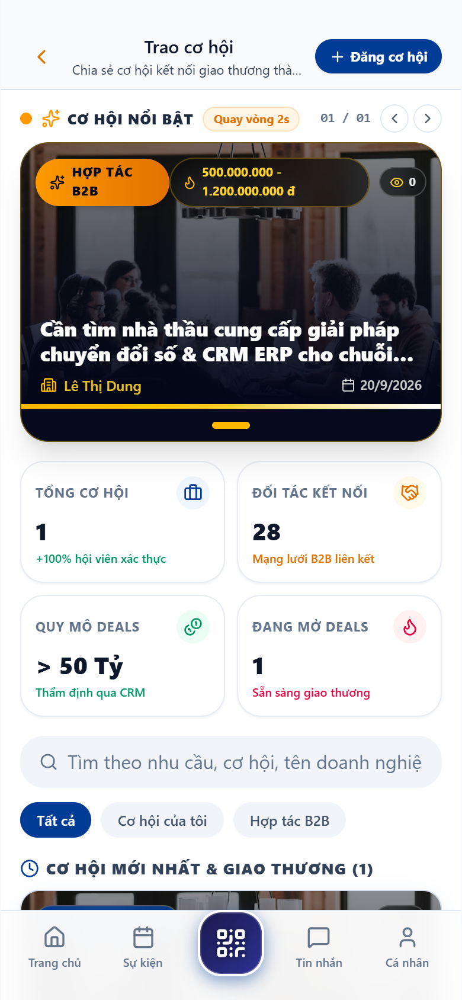 Trao cơ hội
Chia sẻ cơ hội kết nối giao thương thà...
Đăng cơ hội
CƠ HỘI NỔI BẬT
Quay vòng 2s
01 / 01
HỢP TÁC
B2B
500.000.000 -
1.200.000.000 đ
0
Cần tìm nhà thầu cung cấp giải pháp
chuyển đổi số & CRM ERP cho chuỗi...
Lê Thị Dung
20/9/2026
TỔNG CƠ HỘI
1
+100% hội viên xác thực
ĐỐI TÁC KẾT NỐI
28
Mạng lưới B2B liên kết
QUY MÔ DEALS
> 50 Tỷ
Thẩm định qua CRM
ĐANG MỞ DEALS
1
Sẵn sàng giao thương
Tìm theo nhu cầu, cơ hội, tên doanh nghiệ
Tất cả
Cơ hội của tôi
Hợp tác B2B
CƠ HỘI MỚI NHẤT & GIAO THƯƠNG (1)
Trang chủ
Sự kiện
Tin nhắn
Cá nhân